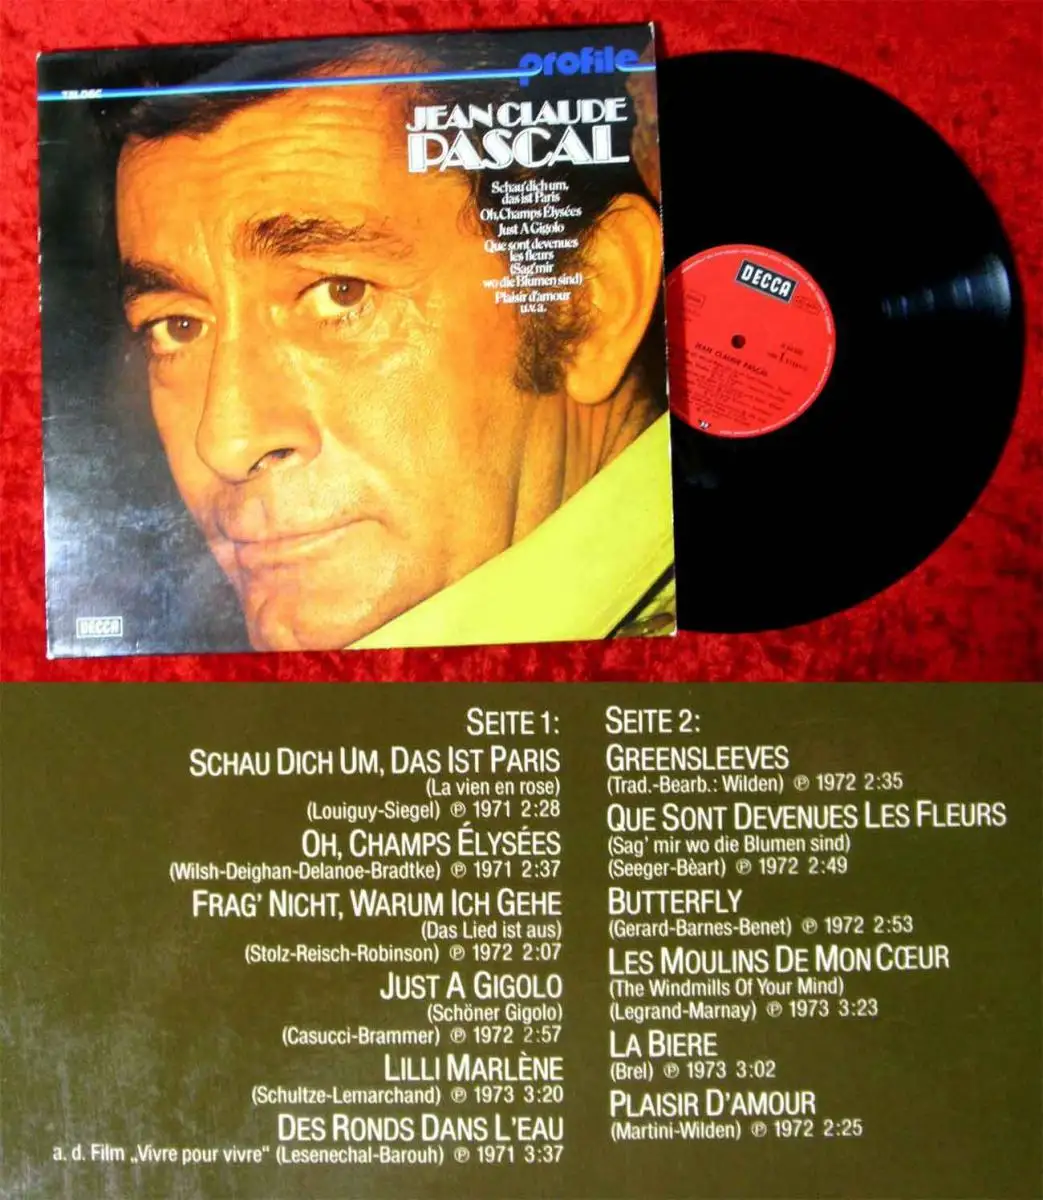 profile
TELDEC
JEAN CLAUDE
PASCAL
Schau'dich um,
das ist Paris
Oh, Champs Élysées
Just A Gigolo
Que sont devenues
les fleurs
(Sag'mir
wo die Blumen sind)
Plaisir d'amour
u.v.a.
DECCA
DECCA
JEAN CLAUDE PASCAL
SEITE 1:
SCHAU DICH UM, DAS IST PARIS
(La vien en rose)
(Louiguy-Siegel) ℗ 1971 2:28
OH, CHAMPS ÉLYSÉES
(Wilsh-Deighan-Delanoe-Bradtke) ℗ 1971 2:37
FRAG' NICHT, WARUM ICH GEHE
(Das Lied ist aus)
(Stolz-Reisch-Robinson) ℗ 1972 2:07
JUST A GIGOLO
(Schöner Gigolo)
(Casucci-Brammer) ℗ 1972 2:57
LILLI MARLÈNE
(Schultze-Lemarchand) ℗ 1973 3:20
DES RONDS DANS L'EAU
a. d. Film „Vivre pour vivre“ (Lesenechal-Barouh) ℗ 1971 3:37
SEITE 2:
GREENSLEEVES
(Trad.-Bearb.: Wilden) ℗ 1972 2:35
QUE SONT DEVENUES LES FLEURS
(Sag' mir wo die Blumen sind)
(Seeger-Bèart) ℗ 1972 2:49
BUTTERFLY
(Gerard-Barnes-Benet) ℗ 1972 2:53
LES MOULINS DE MON CŒUR
(The Windmills Of Your Mind)
(Legrand-Marnay) ℗ 1973 3:23
LA BIERE
(Brel) ℗ 1973 3:02
PLAISIR D'AMOUR
(Martini-Wilden) ℗ 1972 2:25